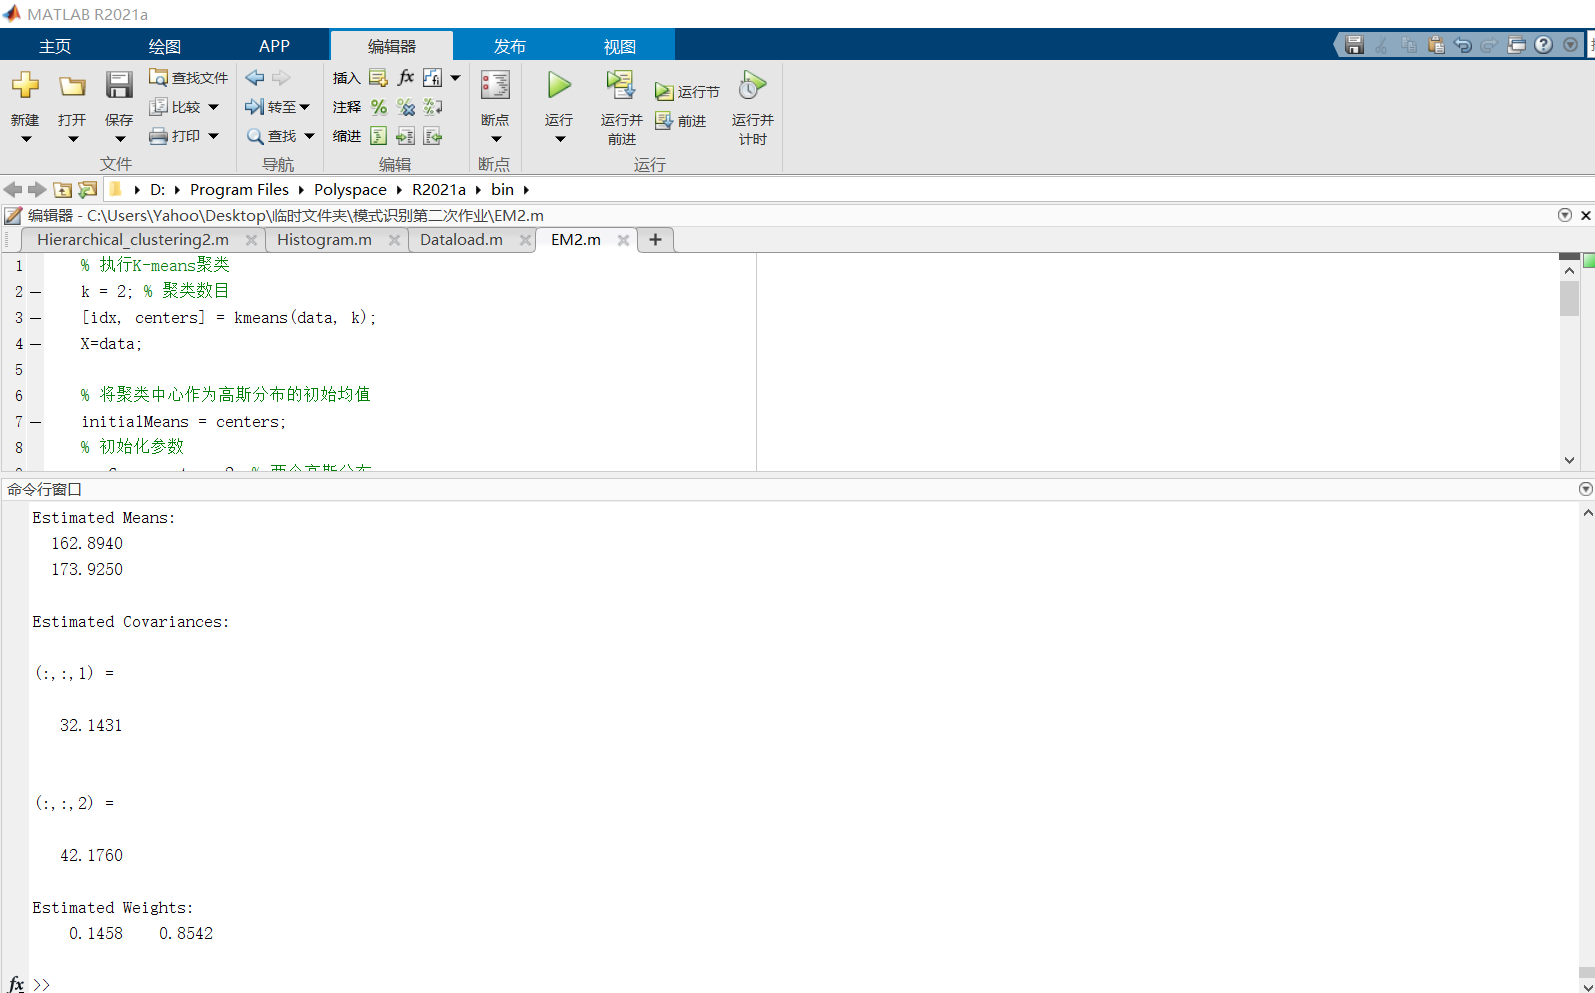 MATLAB R2021a
主页 绘图 APP 编辑器 发布 视图
新建 打开 保存 查找文件 比较 打印 文件
转至 查找 导航
插入 fx 注释 缩进 编辑
断点 断点
运行 运行并前进 运行节 前进 运行并计时 运行
D: Program Files Polyspace R2021a bin
编辑器 - C:\Users\Yahoo\Desktop\临时文件夹\模式识别第二次作业\EM2.m
Hierarchical_clustering2.m Histogram.m Dataload.m EM2.m +
1 % 执行K-means聚类
2 – k = 2; % 聚类数目
3 – [idx, centers] = kmeans(data, k);
4 – X=data;
5
6 % 将聚类中心作为高斯分布的初始均值
7 – initialMeans = centers;
8 % 初始化参数
命令行窗口
Estimated Means:
162.8940
173.9250
Estimated Covariances:
(:,:,1) =
32.1431
(:,:,2) =
42.1760
Estimated Weights:
0.1458 0.8542
fx >>